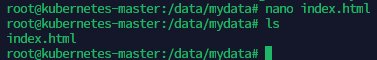 root@kubernetes-master:/data/mydata# nano index.html
root@kubernetes-master:/data/mydata# ls
index.html
root@kubernetes-master:/data/mydata#